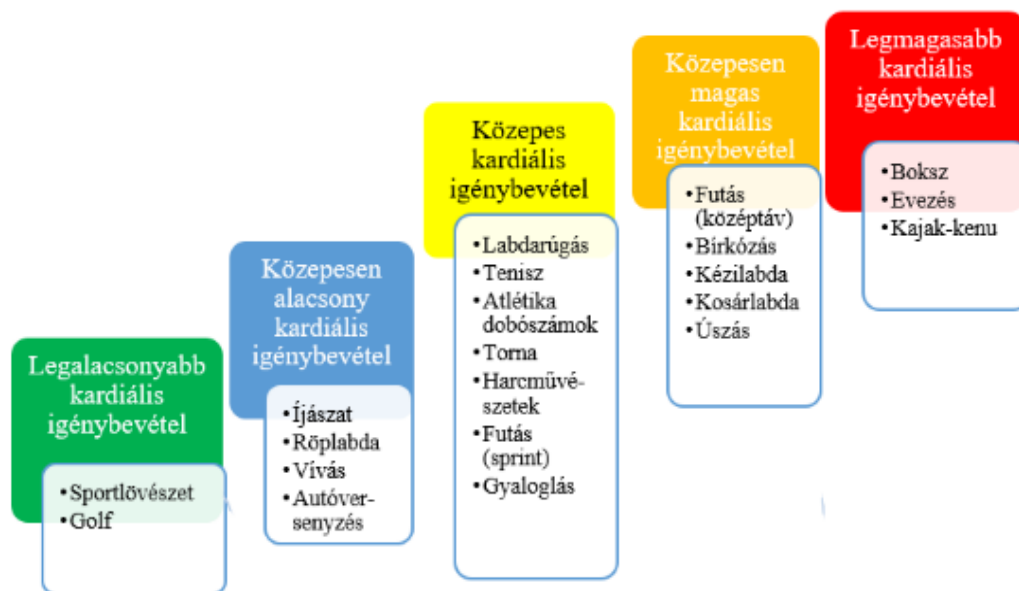 Legalacsonyabb
kardiális
igénybevétel
•Sportlövészet
•Golf
Közepesen
alacsony
kardiális
igénybevétel
•Íjászat
•Röplabda
•Vívás
•Autóver-
senyzés
Közepes
kardiális
igénybevétel
•Labdarúgás
•Tenisz
•Atlétika
dobószámok
•Torna
•Harcművé-
szetek
•Futás
(sprint)
•Gyaloglás
Közepesen
magas
kardiális
igénybevétel
•Futás
(középtáv)
•Bírkózás
•Kézilabda
•Kosárlabda
•Úszás
Legmagasabb
kardiális
igénybevétel
•Boksz
•Evezés
•Kajak-kenu